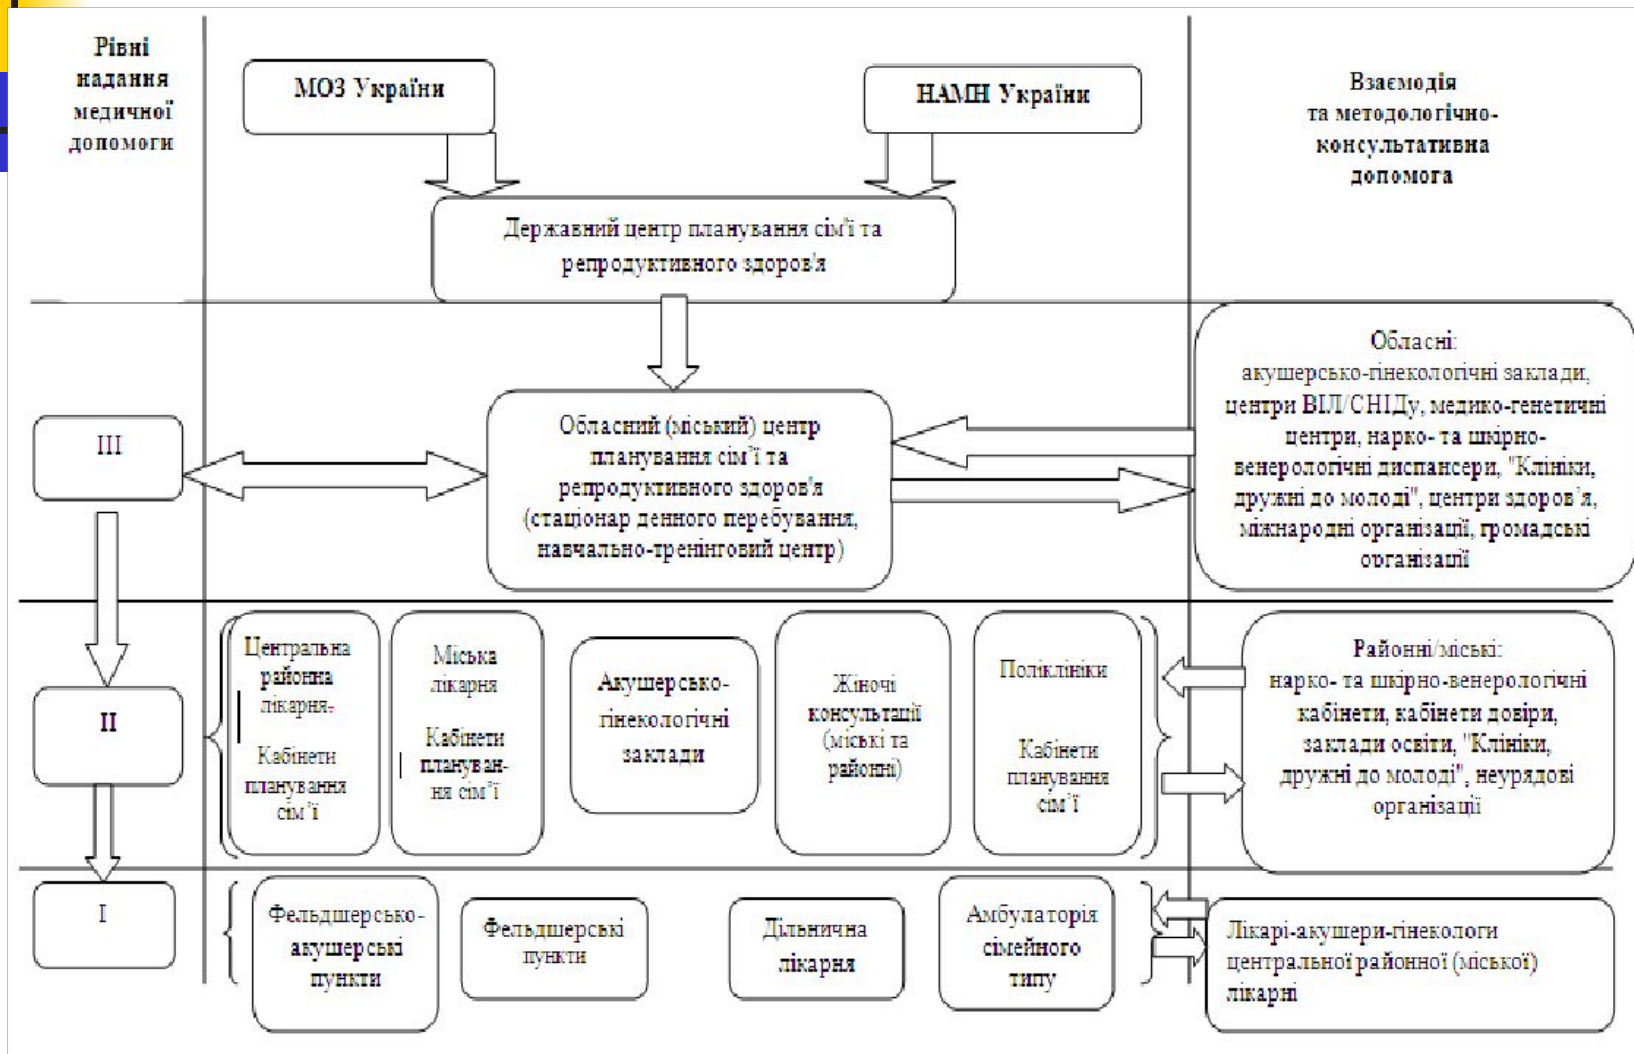 Рівні
надання
медичної
допомоги
МОЗ України
НАМН України
Взаємодія
та методологічно-
консультативна
допомога
Державний центр планування сім'ї та
репродуктивного здоров'я
III
Обласний (міський) центр
планування сім'ї та
репродуктивного здоров'я
(стаціонар денного перебування,
навчально-тренінговий центр)
Обласні:
акушерсько-гінекологічні заклади,
центри ВІЛ/СНІДу, медико-генетичні
центри, нарко- та шкірно-
венерологічні диспансери, "Клініки,
дружні до молоді", центри здоров'я,
міжнародні організації, громадські
організації
II
Центральна
районна
лікарня.
Кабінети
планування
сім'ї
Міська
лікарня
Кабінети
плануван-
ня сім'ї
Акушерсько-
гінекологічні
заклади
Жіночі
консультації
(міські та
районні)
Поліклініки
Кабінети
планування
сім'ї
Районні/міські:
нарко- та шкірно-венерологічні
кабінети, кабінети довіри,
заклади освіти, "Клініки,
дружні до молоді", неурядові
організації
I
Фельдшерсько-
акушерські
пункти
Фельдшерські
пункти
Дільнична
лікарня
Амбулаторія
сімейного
типу
Лікарі-акушери-гінекологи
центральної районної (міської)
лікарні